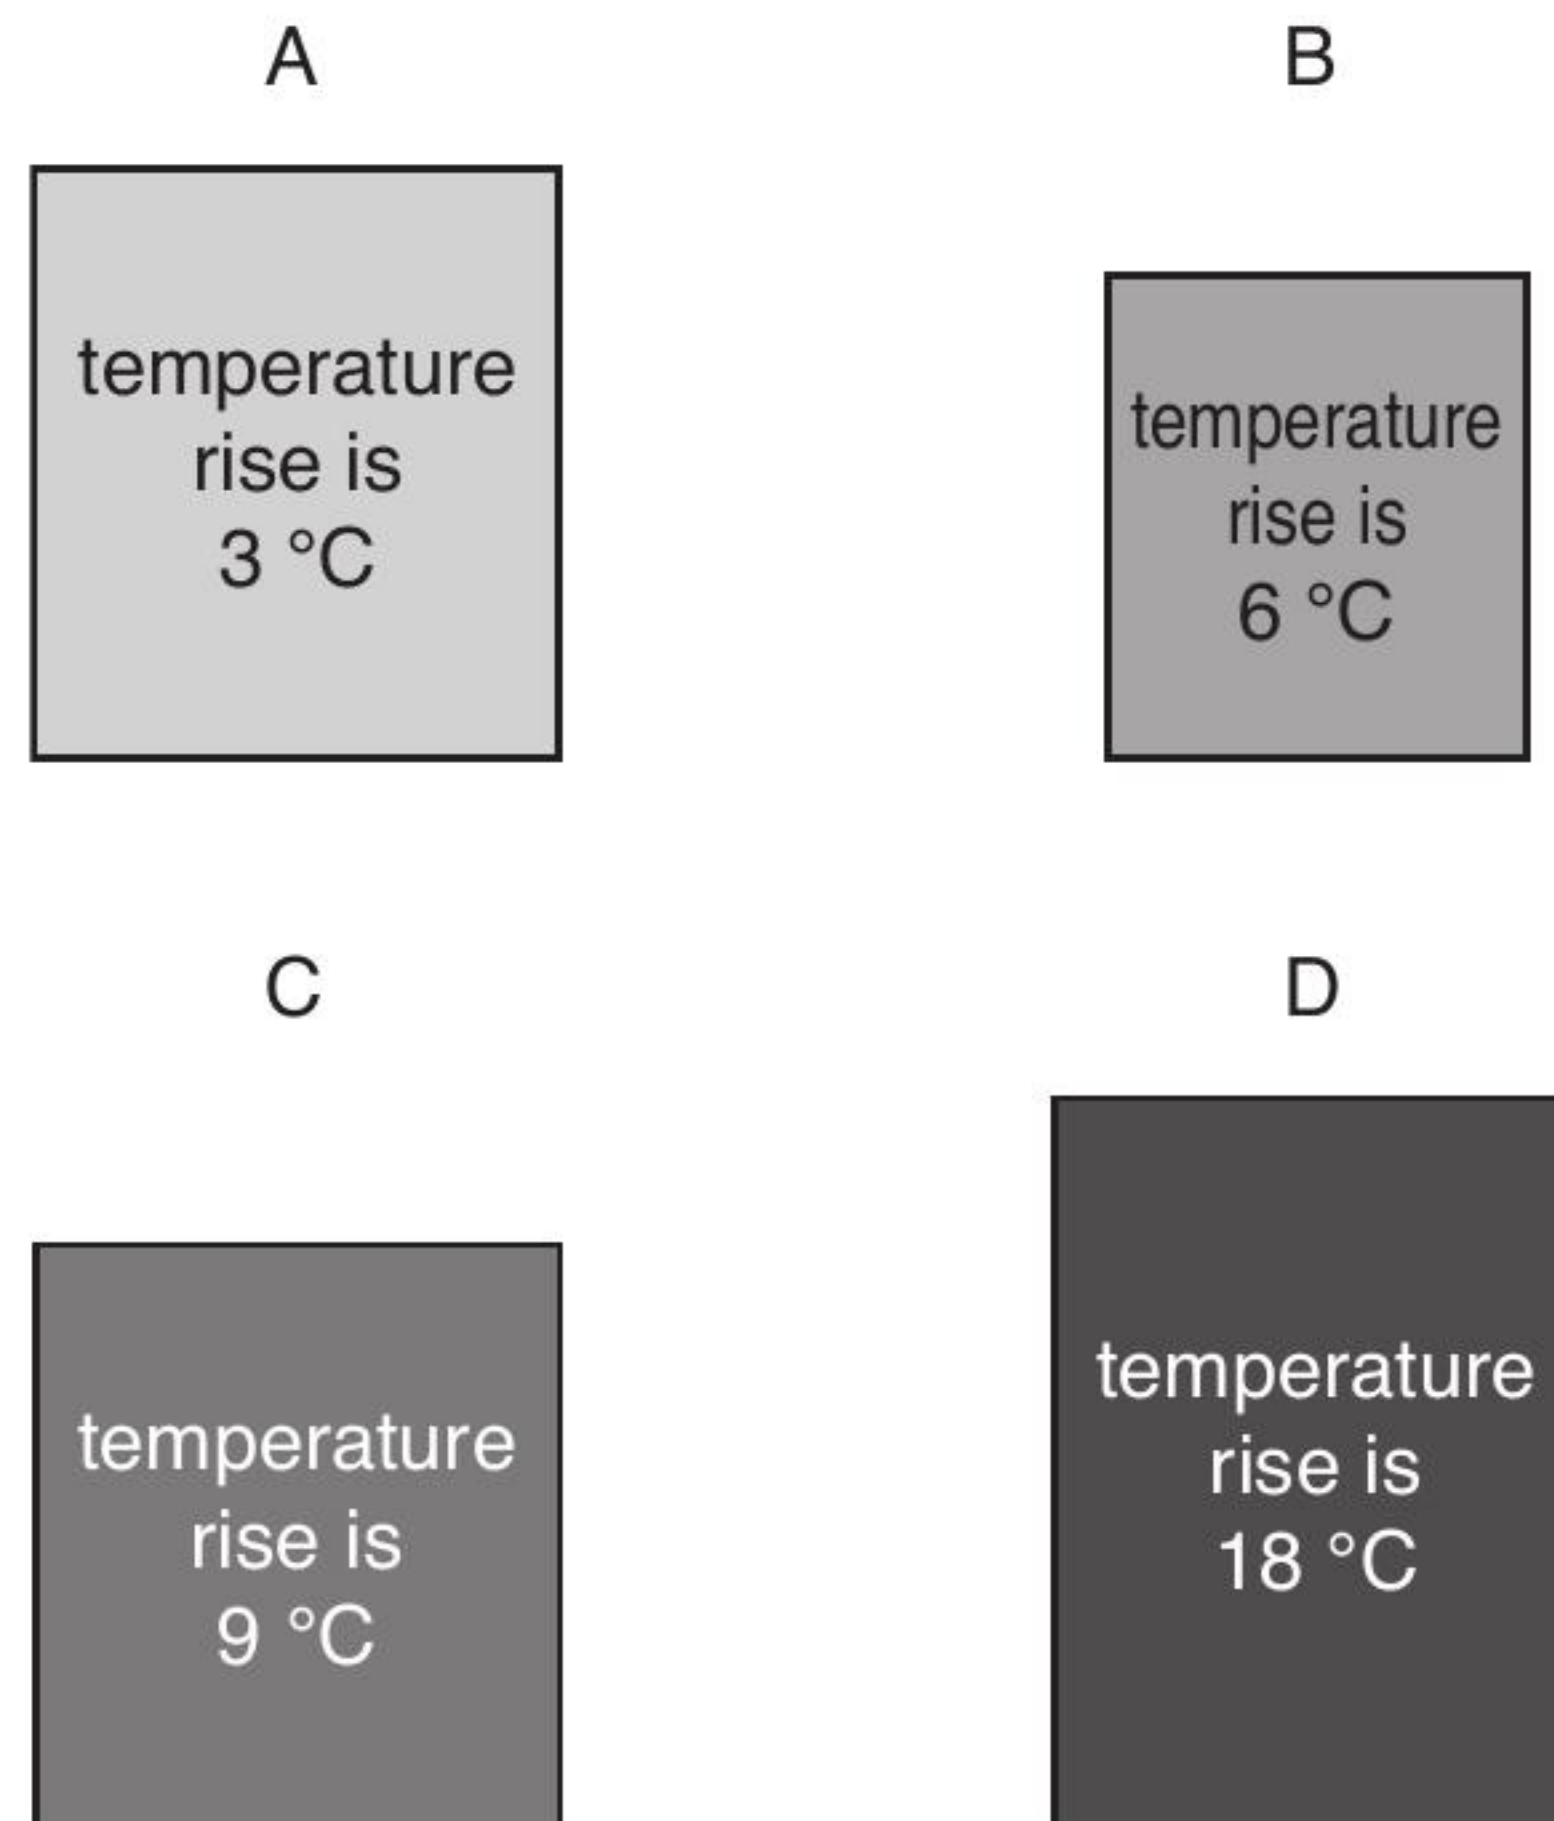 A
temperature
rise is
3 °C
B
temperature
rise is
6 °C
C
temperature
rise is
9 °C
D
temperature
rise is
18 °C